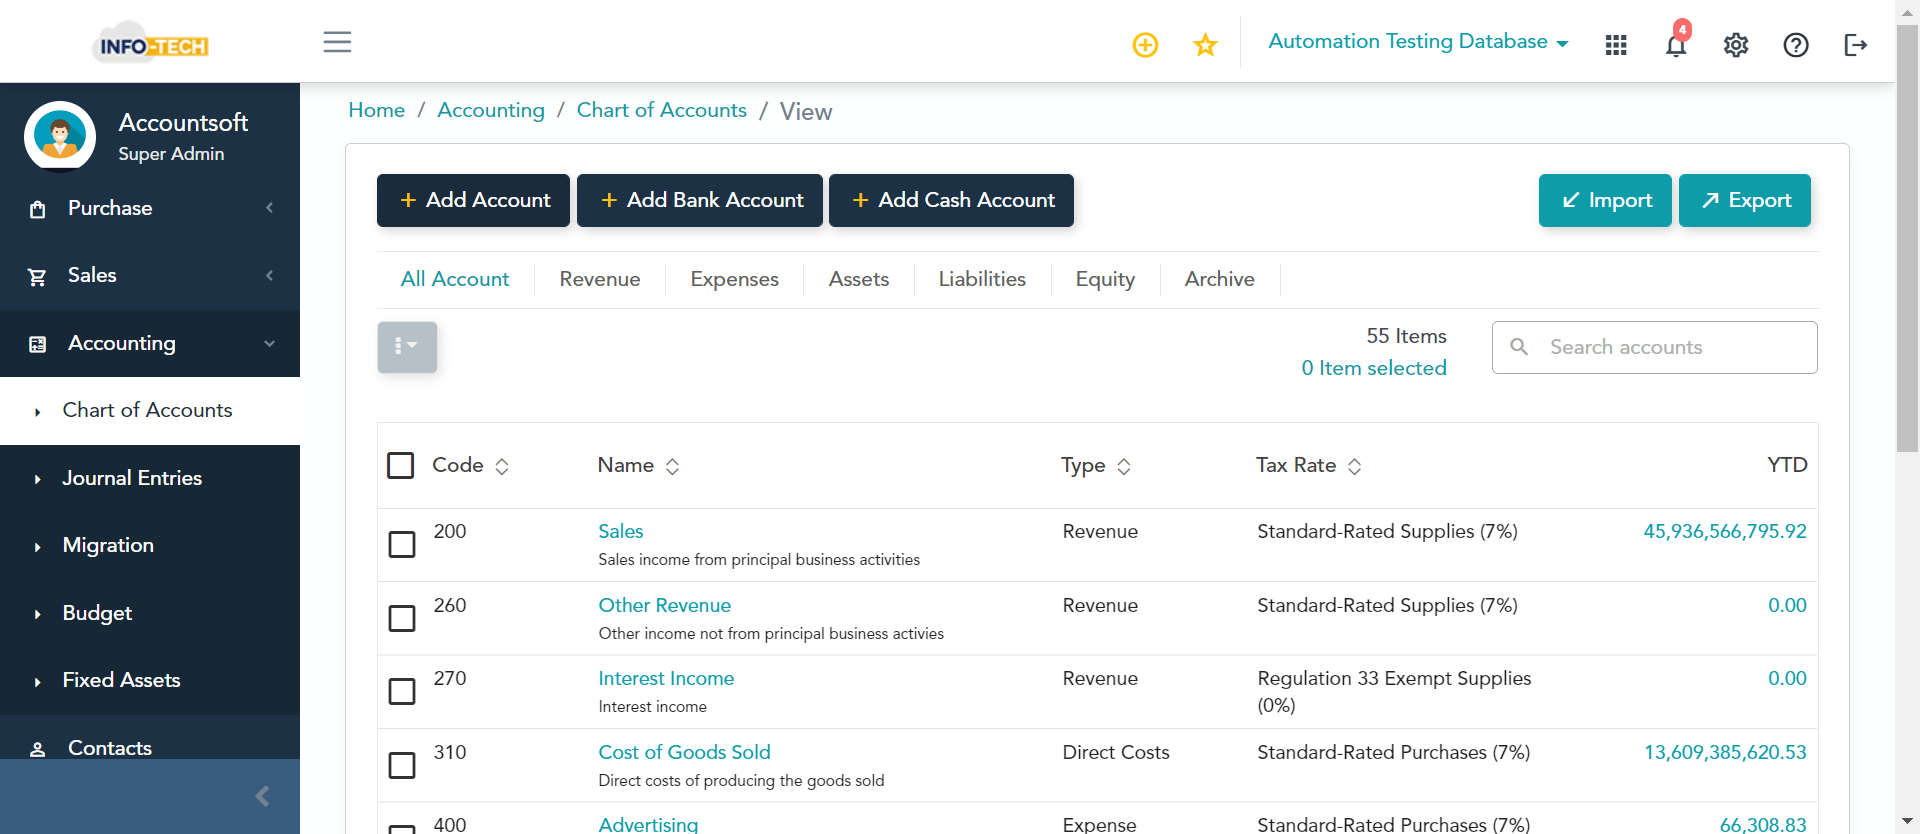 INFO-TECH
4
Automation Testing Database
Accountsoft
Super Admin
Purchase
Sales
Accounting
Chart of Accounts
Journal Entries
Migration
Budget
Fixed Assets
Contacts
Home / Accounting / Chart of Accounts / View
+ Add Account
+ Add Bank Account
+ Add Cash Account
Import
Export
All Account
Revenue
Expenses
Assets
Liabilities
Equity
Archive
55 Items
0 Item selected
Search accounts
Code Name Type Tax Rate YTD
200 Sales Revenue Standard-Rated Supplies (7%) 45,936,566,795.92
Sales income from principal business activities
260 Other Revenue Revenue Standard-Rated Supplies (7%) 0.00
Other income not from principal business activies
270 Interest Income Revenue Regulation 33 Exempt Supplies 0.00
Interest income (0%)
310 Cost of Goods Sold Direct Costs Standard-Rated Purchases (7%) 13,609,385,620.53
Direct costs of producing the goods sold
400 Advertising Expense Standard-Rated Purchases (7%) 66,308.83